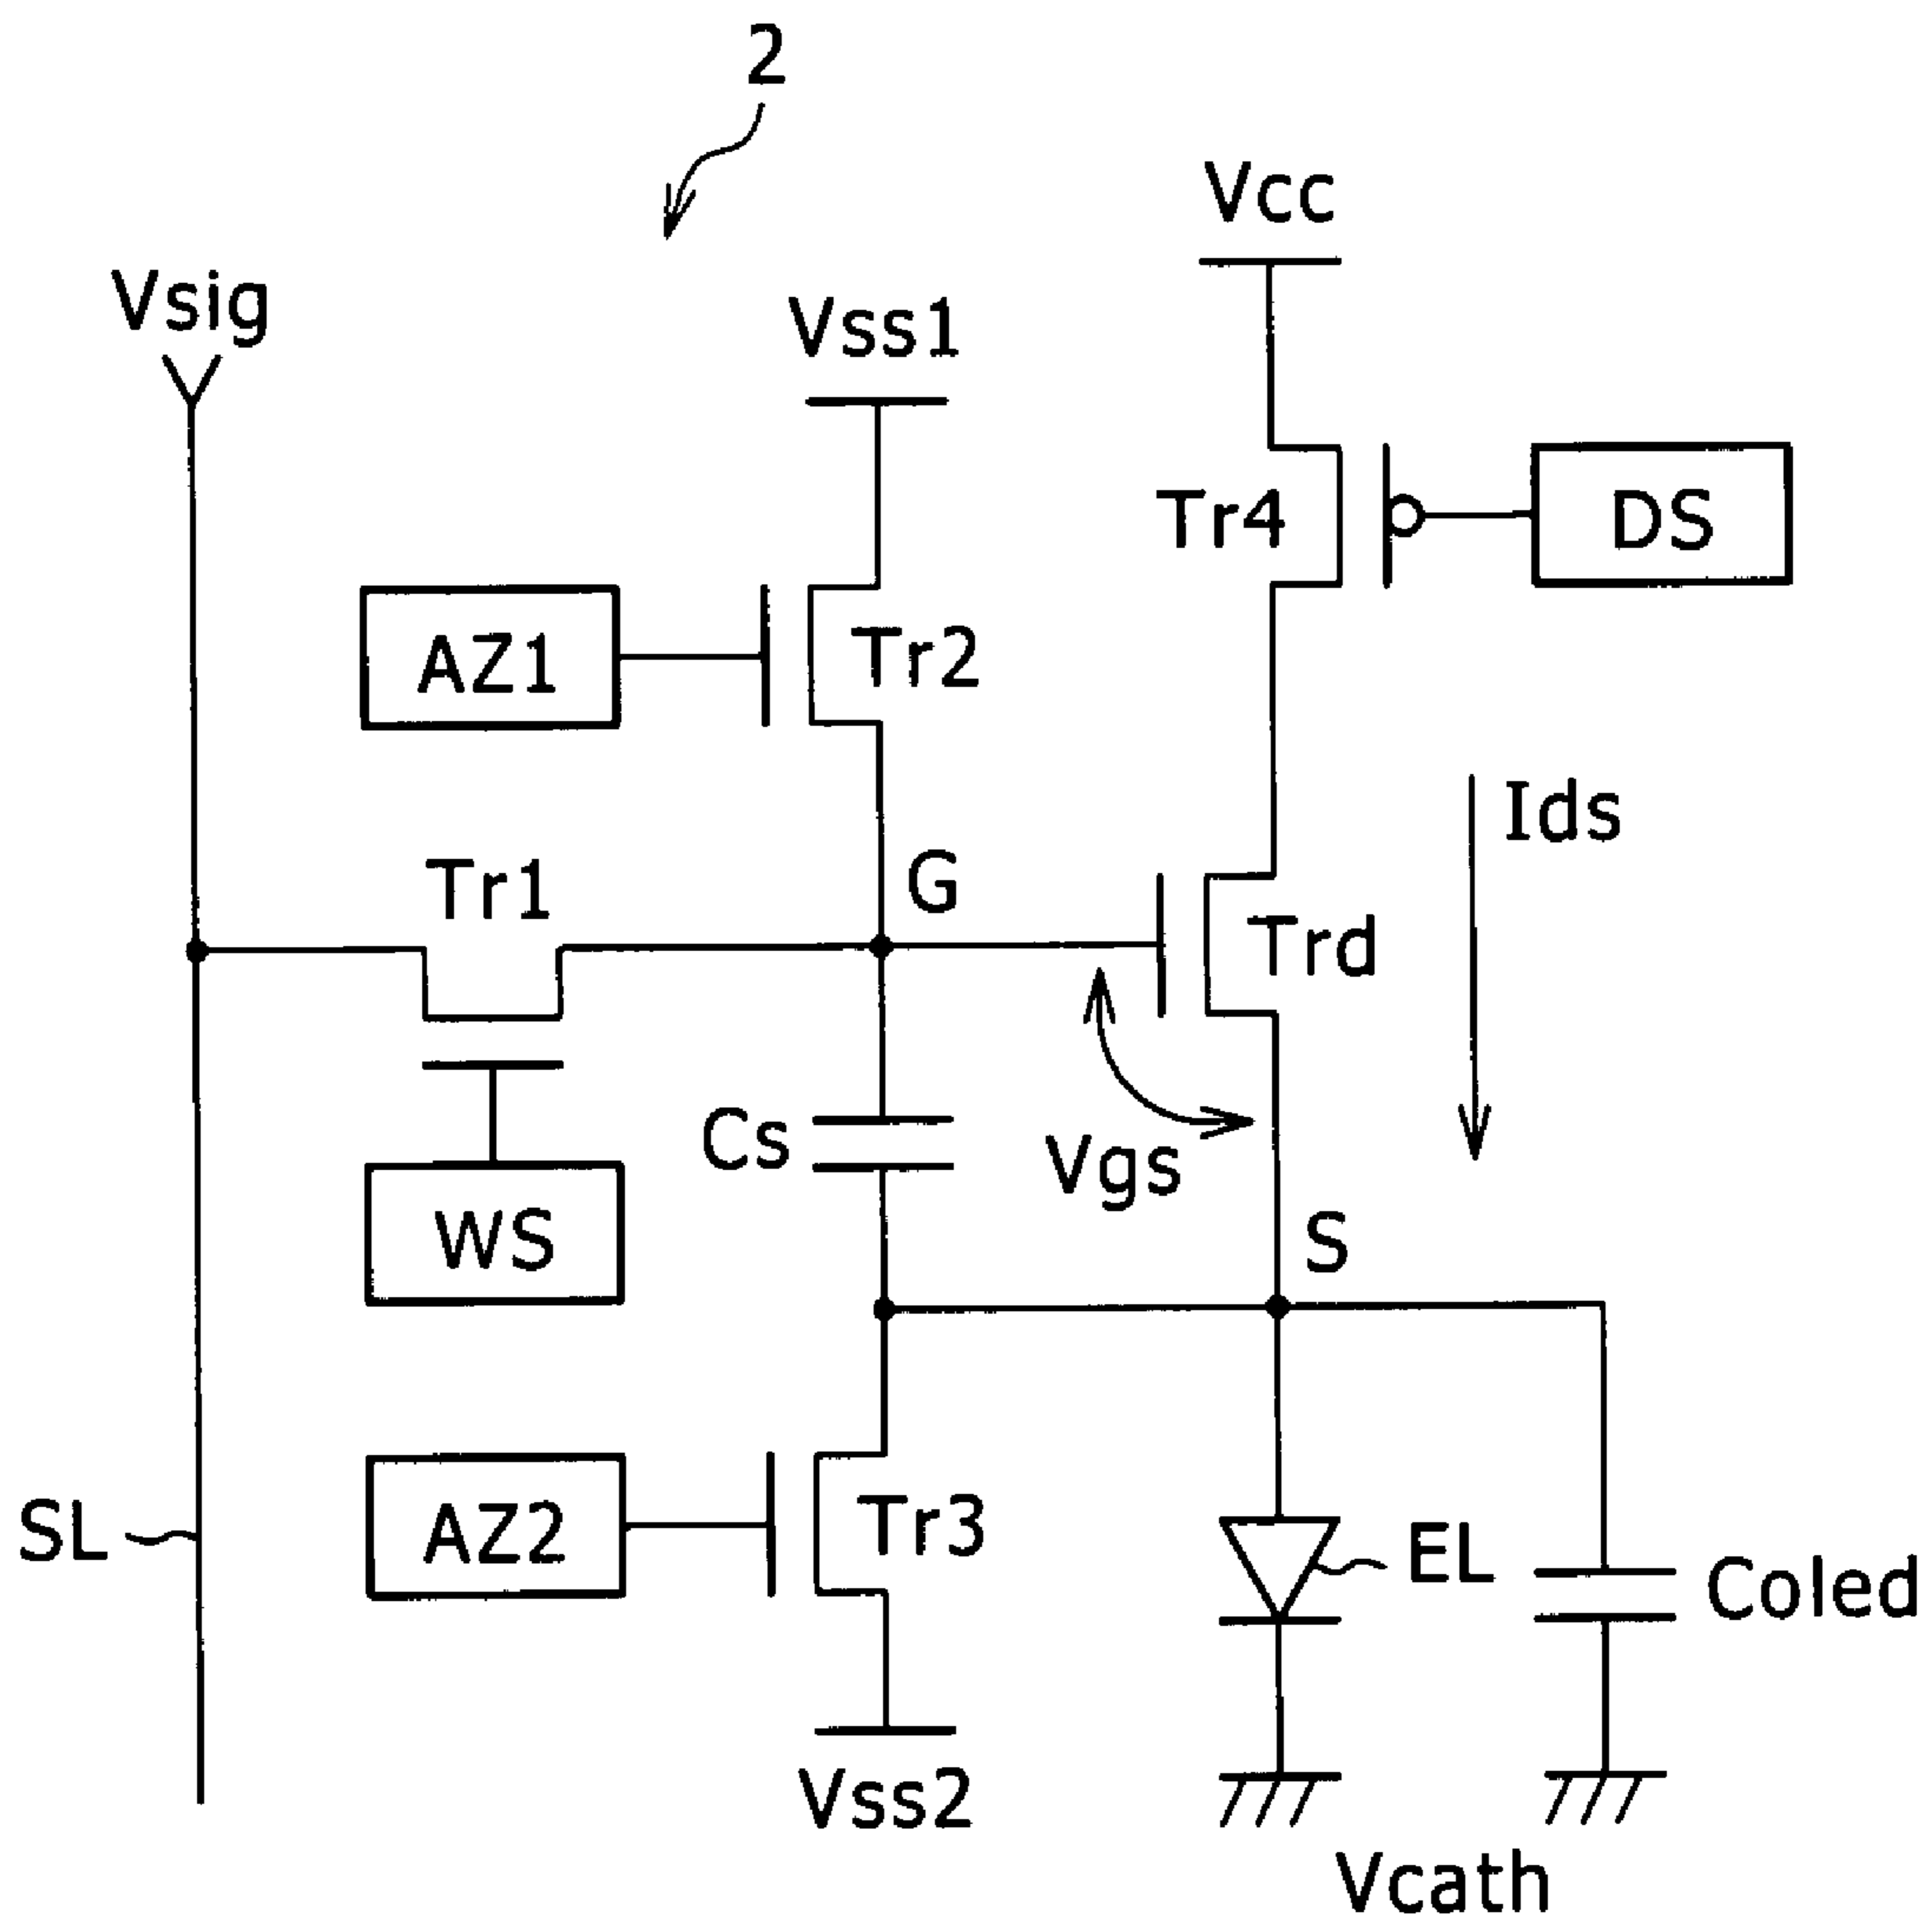 2
Vcc
Vsig
Vss1
Tr4
DS
AZ1
Tr2
Ids
Tr1
G
Trd
Cs
Vgs
WS
S
SL
AZ2
Tr3
EL
Coled
Vss2
Vcath